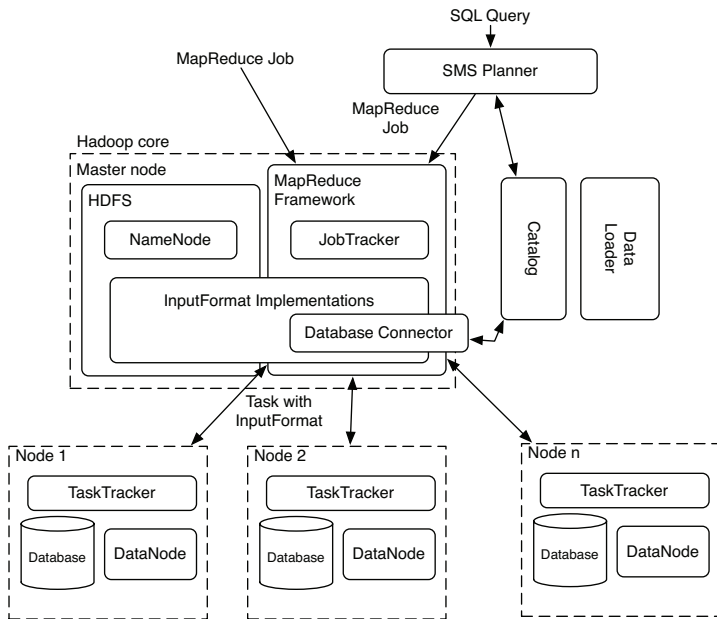 SQL Query
SMS Planner
MapReduce Job
MapReduce
Job
Hadoop core
Master node
HDFS
NameNode
MapReduce
Framework
JobTracker
InputFormat Implementations
Database Connector
Catalog
Data
Loader
Task with
InputFormat
Node 1
TaskTracker
Database
DataNode
Node 2
TaskTracker
Database
DataNode
Node n
TaskTracker
Database
DataNode